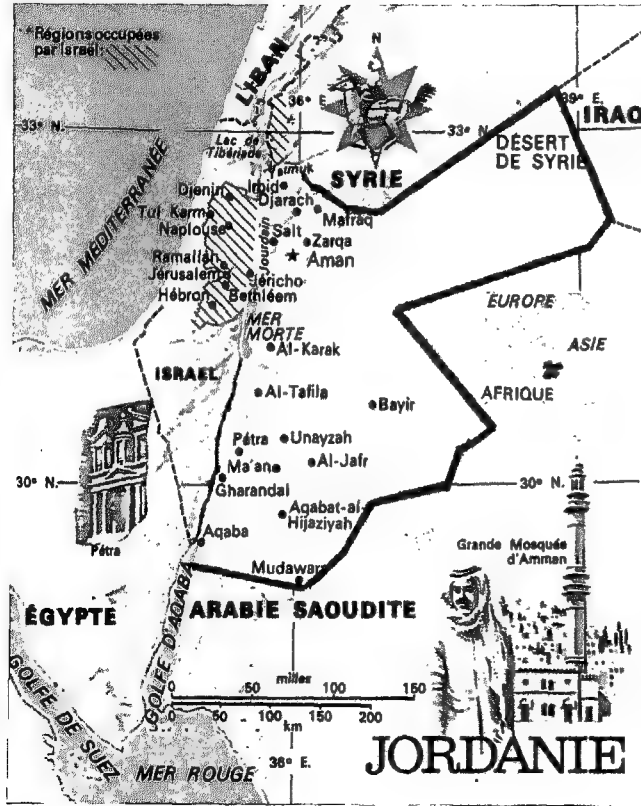 *Régions occupées
par Israël:
LIBAN
N
36° E.
39° E.
IRAQ
33° N.
33° N.
DÉSERT
DE SYRIE
Lac de
Tibériade
Yarmuk
SYRIE
MER MÉDITERRANÉE
Djenin
Irbid
Djarach
Mafraq
Tul Karm
Naplouse
Jourdain
Salt
Zarqa
Aman
Ramallah
Jérusalem
Jéricho
Hébron
Bethléem
MER
MORTE
EUROPE
ASIE
AFRIQUE
Al-Karak
ISRAEL
Al-Tafila
Bayir
Pétra
Unayzah
Ma'an
Al-Jafr
30° N.
30° N.
Gharandal
Aqabat-al-
Hijaziyah
Pétra
Aqaba
Grande Mosquée
d'Amman
Mudawara
ÉGYPTE
ARABIE SAOUDITE
GOLFE D'AQABA
GOLFE DE SUEZ
0 50 milles 100 150
0 50 100 150 200
km
JORDANIE
MER ROUGE
36° E.